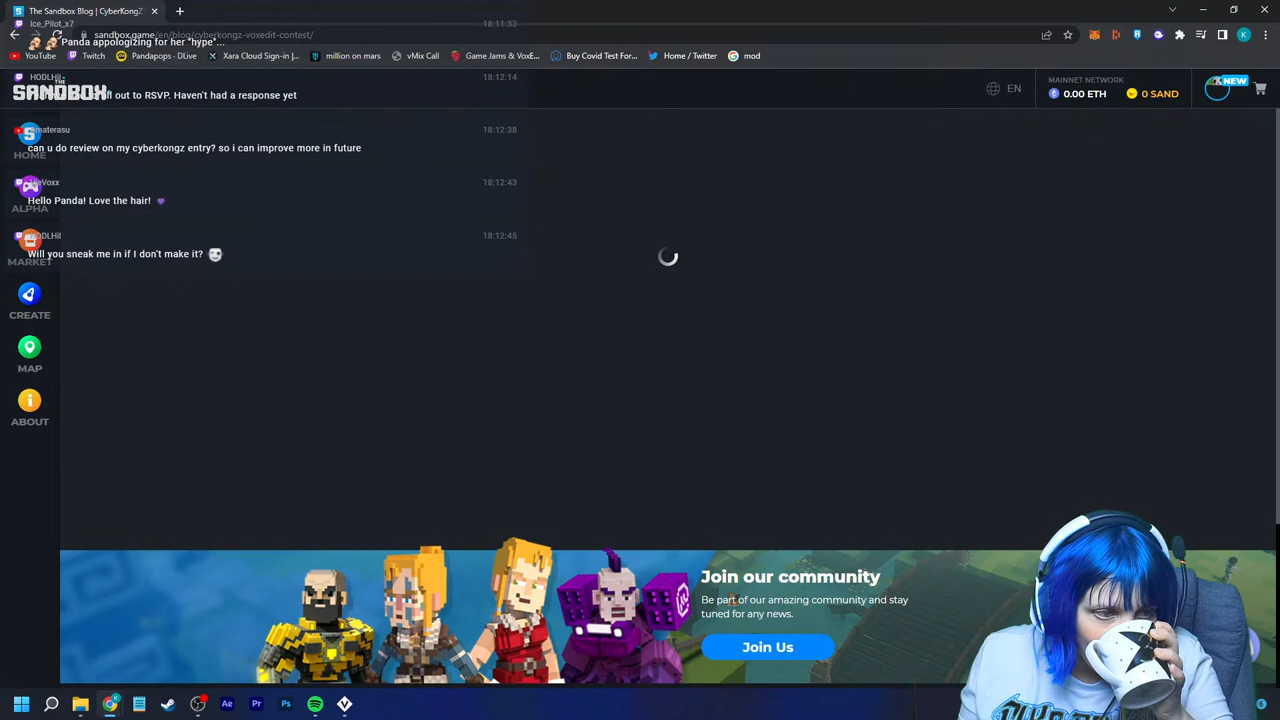 The Sandbox Blog | CyberKongZ
sandbox.game/en/blog/cyberkongz-voxedit-contest/
YouTube
Twitch
Pandapops - DLive
Xara Cloud Sign-in |...
million on mars
vMix Call
Game Jams & VoxE...
Buy Covid Test For...
Home / Twitter
mod
Ice_Pilot_x7
18:11:33
Panda appologizing for her "hype"...
HODLHil
18:12:14
out to RSVP. Haven't had a response yet
THE
SANDBOX
EN
MAINNET NETWORK
0.00 ETH
0 SAND
NEW
Amaterasu
18:12:38
can u do review on my cyberkongz entry? so i can improve more in future
18:12:43
Hello Panda! Love the hair!
18:12:45
Will you sneak me in if I don't make it?
HOME
ALPHA
MARKET
CREATE
MAP
ABOUT
Join our community
Be part of our amazing community and stay
tuned for any news.
Join Us